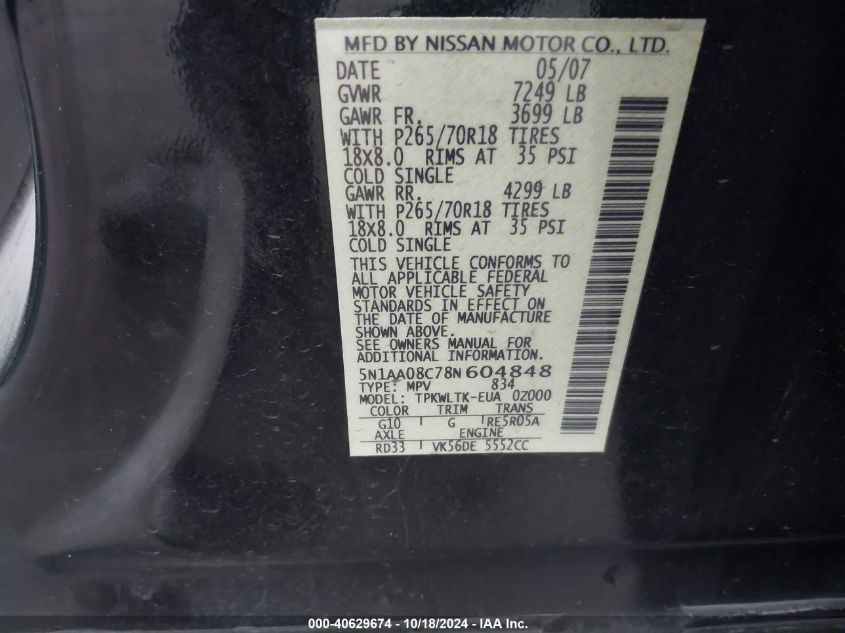 MFD BY NISSAN MOTOR CO., LTD.
DATE 05/07
GVWR 7249 LB
GAWR FR. 3699 LB
WITH P265/70R18 TIRES
18X8.0 RIMS AT 35 PSI
COLD SINGLE
GAWR RR. 4299 LB
WITH P265/70R18 TIRES
18X8.0 RIMS AT 35 PSI
COLD SINGLE
THIS VEHICLE CONFORMS TO
ALL APPLICABLE FEDERAL
MOTOR VEHICLE SAFETY
STANDARDS IN EFFECT ON
THE DATE OF MANUFACTURE
SHOWN ABOVE.
SEE OWNERS MANUAL FOR
ADDITIONAL INFORMATION.
5N1AA08C78N604848
TYPE: MPV 834
MODEL: TPKWLTK-EUA 0Z000
COLOR TRIM TRANS
G10 G RE5R05A
AXLE ENGINE
RD33 VK56DE 5552CC
000-40629674 - 10/18/2024 - IAA Inc.